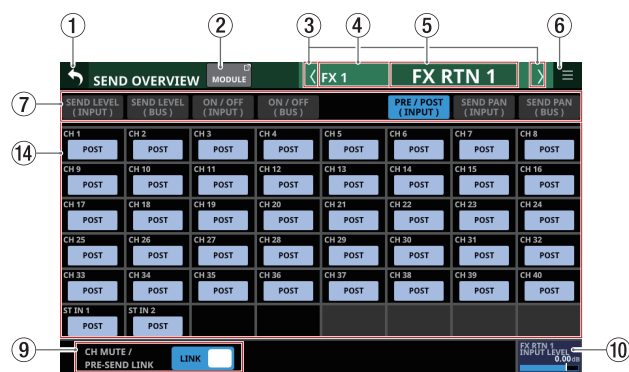 1 2 3 4 5 6
SEND OVERVIEW MODULE FX 1 FX RTN 1
7
SEND LEVEL (INPUT) SEND LEVEL (BUS) ON / OFF (INPUT) ON / OFF (BUS) PRE / POST (INPUT) SEND PAN (INPUT) SEND PAN (BUS)
14
CH 1 CH 2 CH 3 CH 4 CH 5 CH 6 CH 7 CH 8
POST POST POST POST POST POST POST POST
CH 9 CH 10 CH 11 CH 12 CH 13 CH 14 CH 15 CH 16
POST POST POST POST POST POST POST POST
CH 17 CH 18 CH 19 CH 20 CH 21 CH 22 CH 23 CH 24
POST POST POST POST POST POST POST POST
CH 25 CH 26 CH 27 CH 28 CH 29 CH 30 CH 31 CH 32
POST POST POST POST POST POST POST POST
CH 33 CH 34 CH 35 CH 36 CH 37 CH 38 CH 39 CH 40
POST POST POST POST POST POST POST POST
ST IN 1 ST IN 2
POST POST
9
CH MUTE /
PRE-SEND LINK
LINK
FX RTN 1
INPUT LEVEL
0.00 dB
10